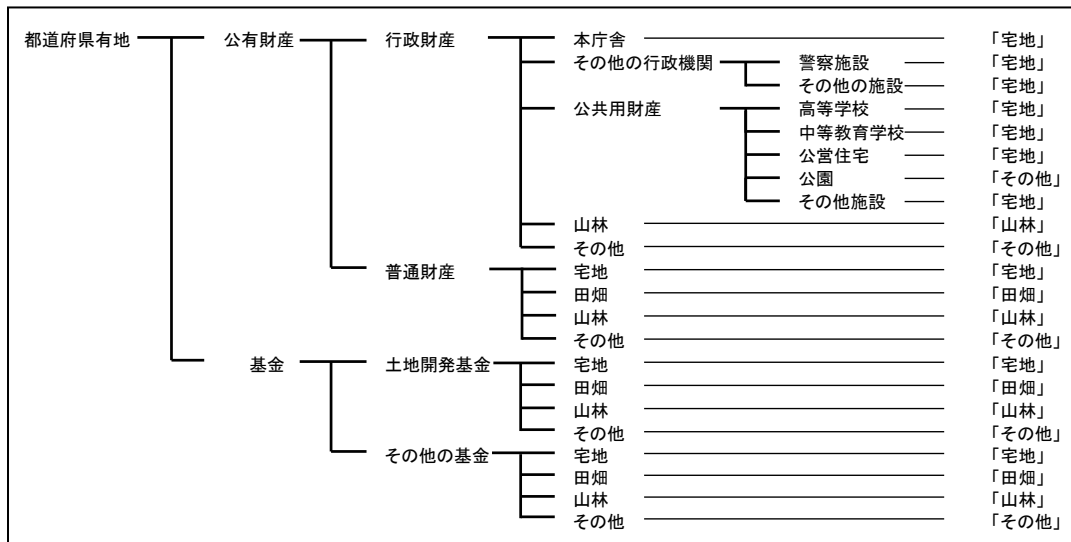 都道府県有地 公有財産 行政財産 本庁舎 「宅地」
その他の行政機関 警察施設 「宅地」
その他の施設 「宅地」
公共用財産 高等学校 「宅地」
中等教育学校 「宅地」
公営住宅 「宅地」
公園 「その他」
その他施設 「宅地」
山林 「山林」
その他 「その他」
普通財産 宅地 「宅地」
田畑 「田畑」
山林 「山林」
その他 「その他」
基金 土地開発基金 宅地 「宅地」
田畑 「田畑」
山林 「山林」
その他 「その他」
その他の基金 宅地 「宅地」
田畑 「田畑」
山林 「山林」
その他 「その他」